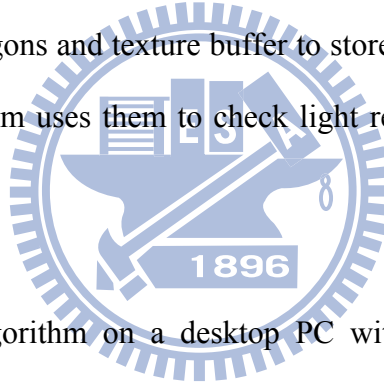 gons and texture buffer to store
m uses them to check light re
E S A
1896
gorithm on a desktop PC wit